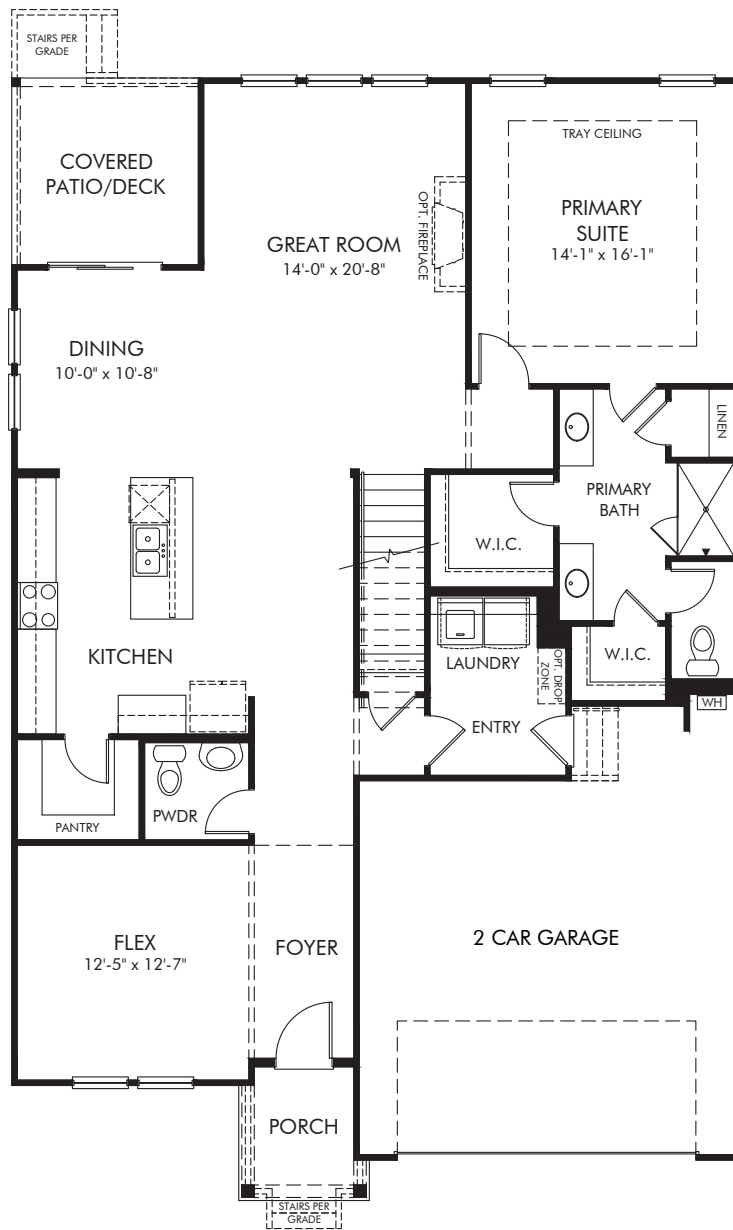 STAIRS PER
GRADE
COVERED
PATIO/DECK
TRAY CEILING
PRIMARY
SUITE
14'-1" x 16'-1"
GREAT ROOM
14'-0" x 20'-8"
OPT. FIREPLACE
DINING
10'-0" x 10'-8"
LINEN
PRIMARY
BATH
W.I.C.
KITCHEN
LAUNDRY
OPT. DROP
ZONE
W.I.C.
ENTRY
WH
PANTRY
PWDR
FLEX
12'-5" x 12'-7"
FOYER
2 CAR GARAGE
PORCH
STAIRS PER
GRADE